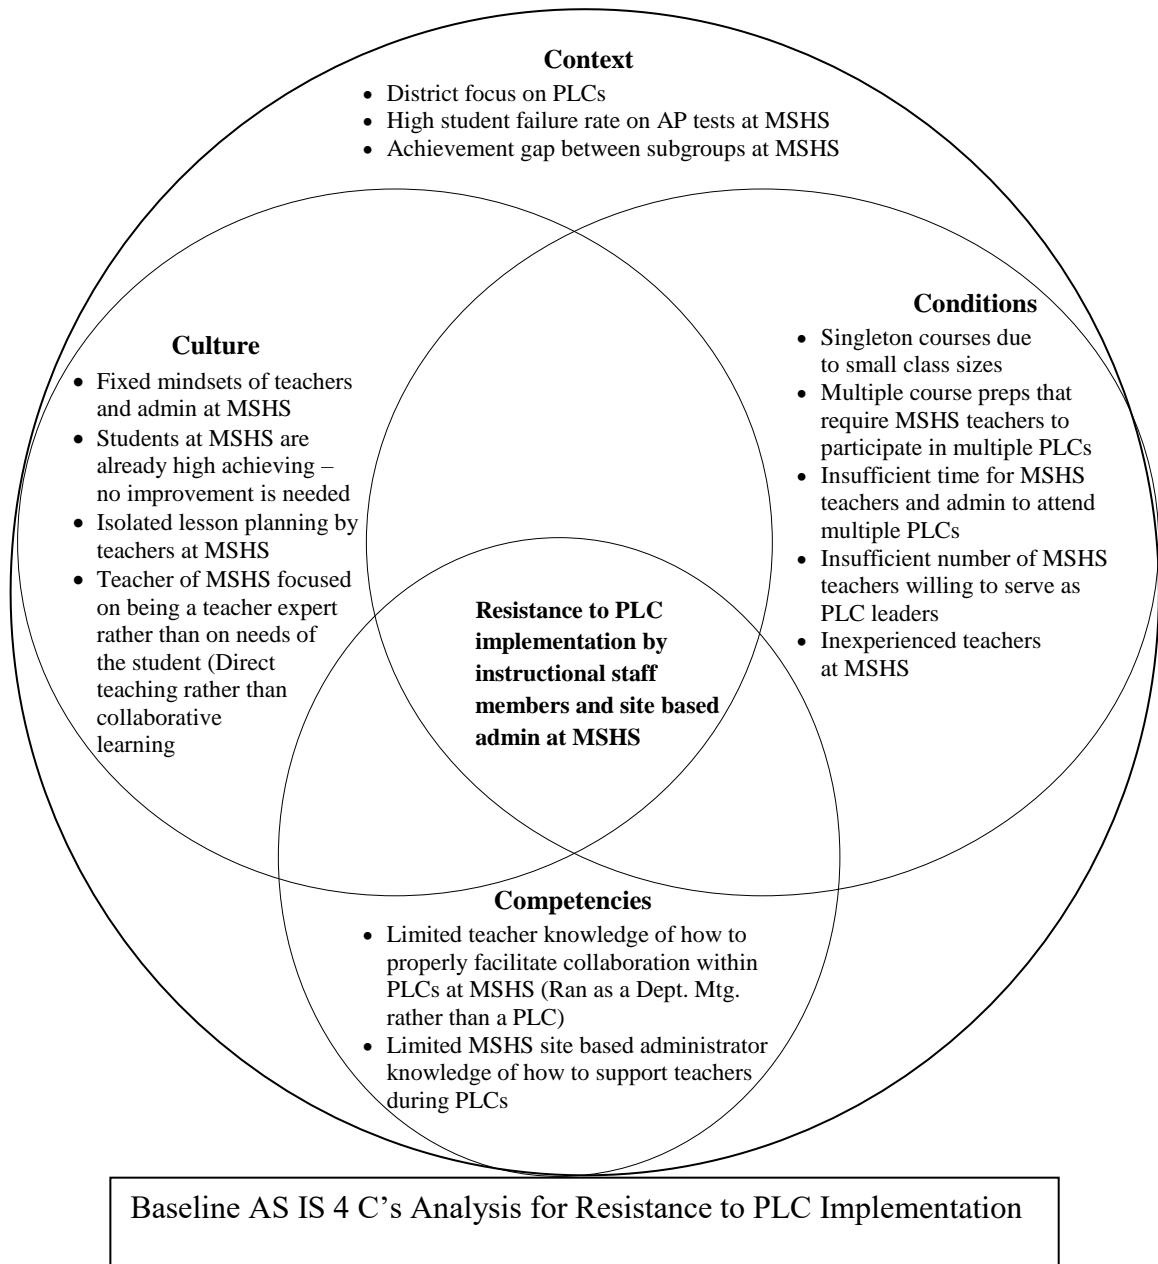 Context
• District focus on PLCs
• High student failure rate on AP tests at MSHS
• Achievement gap between subgroups at MSHS
Culture
• Fixed mindsets of teachers
and admin at MSHS
• Students at MSHS are
already high achieving –
no improvement is needed
• Isolated lesson planning by
teachers at MSHS
• Teacher of MSHS focused
on being a teacher expert
rather than on needs of
the student (Direct
teaching rather than
collaborative
learning
Conditions
• Singleton courses due
to small class sizes
• Multiple course preps that
require MSHS teachers to
participate in multiple PLCs
• Insufficient time for MSHS
teachers and admin to attend
multiple PLCs
• Insufficient number of MSHS
teachers willing to serve as
PLC leaders
• Inexperienced teachers
at MSHS
Resistance to PLC
implementation by
instructional staff
members and site based
admin at MSHS
Competencies
• Limited teacher knowledge of how to
properly facilitate collaboration within
PLCs at MSHS (Ran as a Dept. Mtg.
rather than a PLC)
• Limited MSHS site based administrator
knowledge of how to support teachers
during PLCs
Baseline AS IS 4 C’s Analysis for Resistance to PLC Implementation